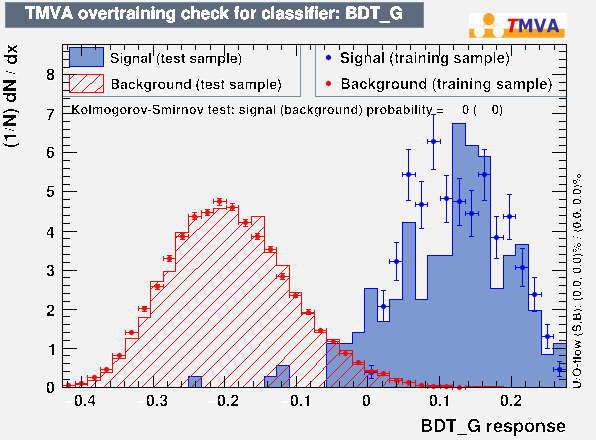 TMVA overtraining check for classifier: BDT_G
TMVA
Signal (test sample)
Background (test sample)
Signal (training sample)
Background (training sample)
Kolmogorov-Smirnov test: signal (background) probability = 0 ( 0)
(1/N) dN / dx
8
7
6
5
4
3
2
1
0
-0.4 -0.3 -0.2 -0.1 0 0.1 0.2
BDT_G response
U/O-flow (S,B): (0.0, 0.0)% / (0.0, 0.0)%